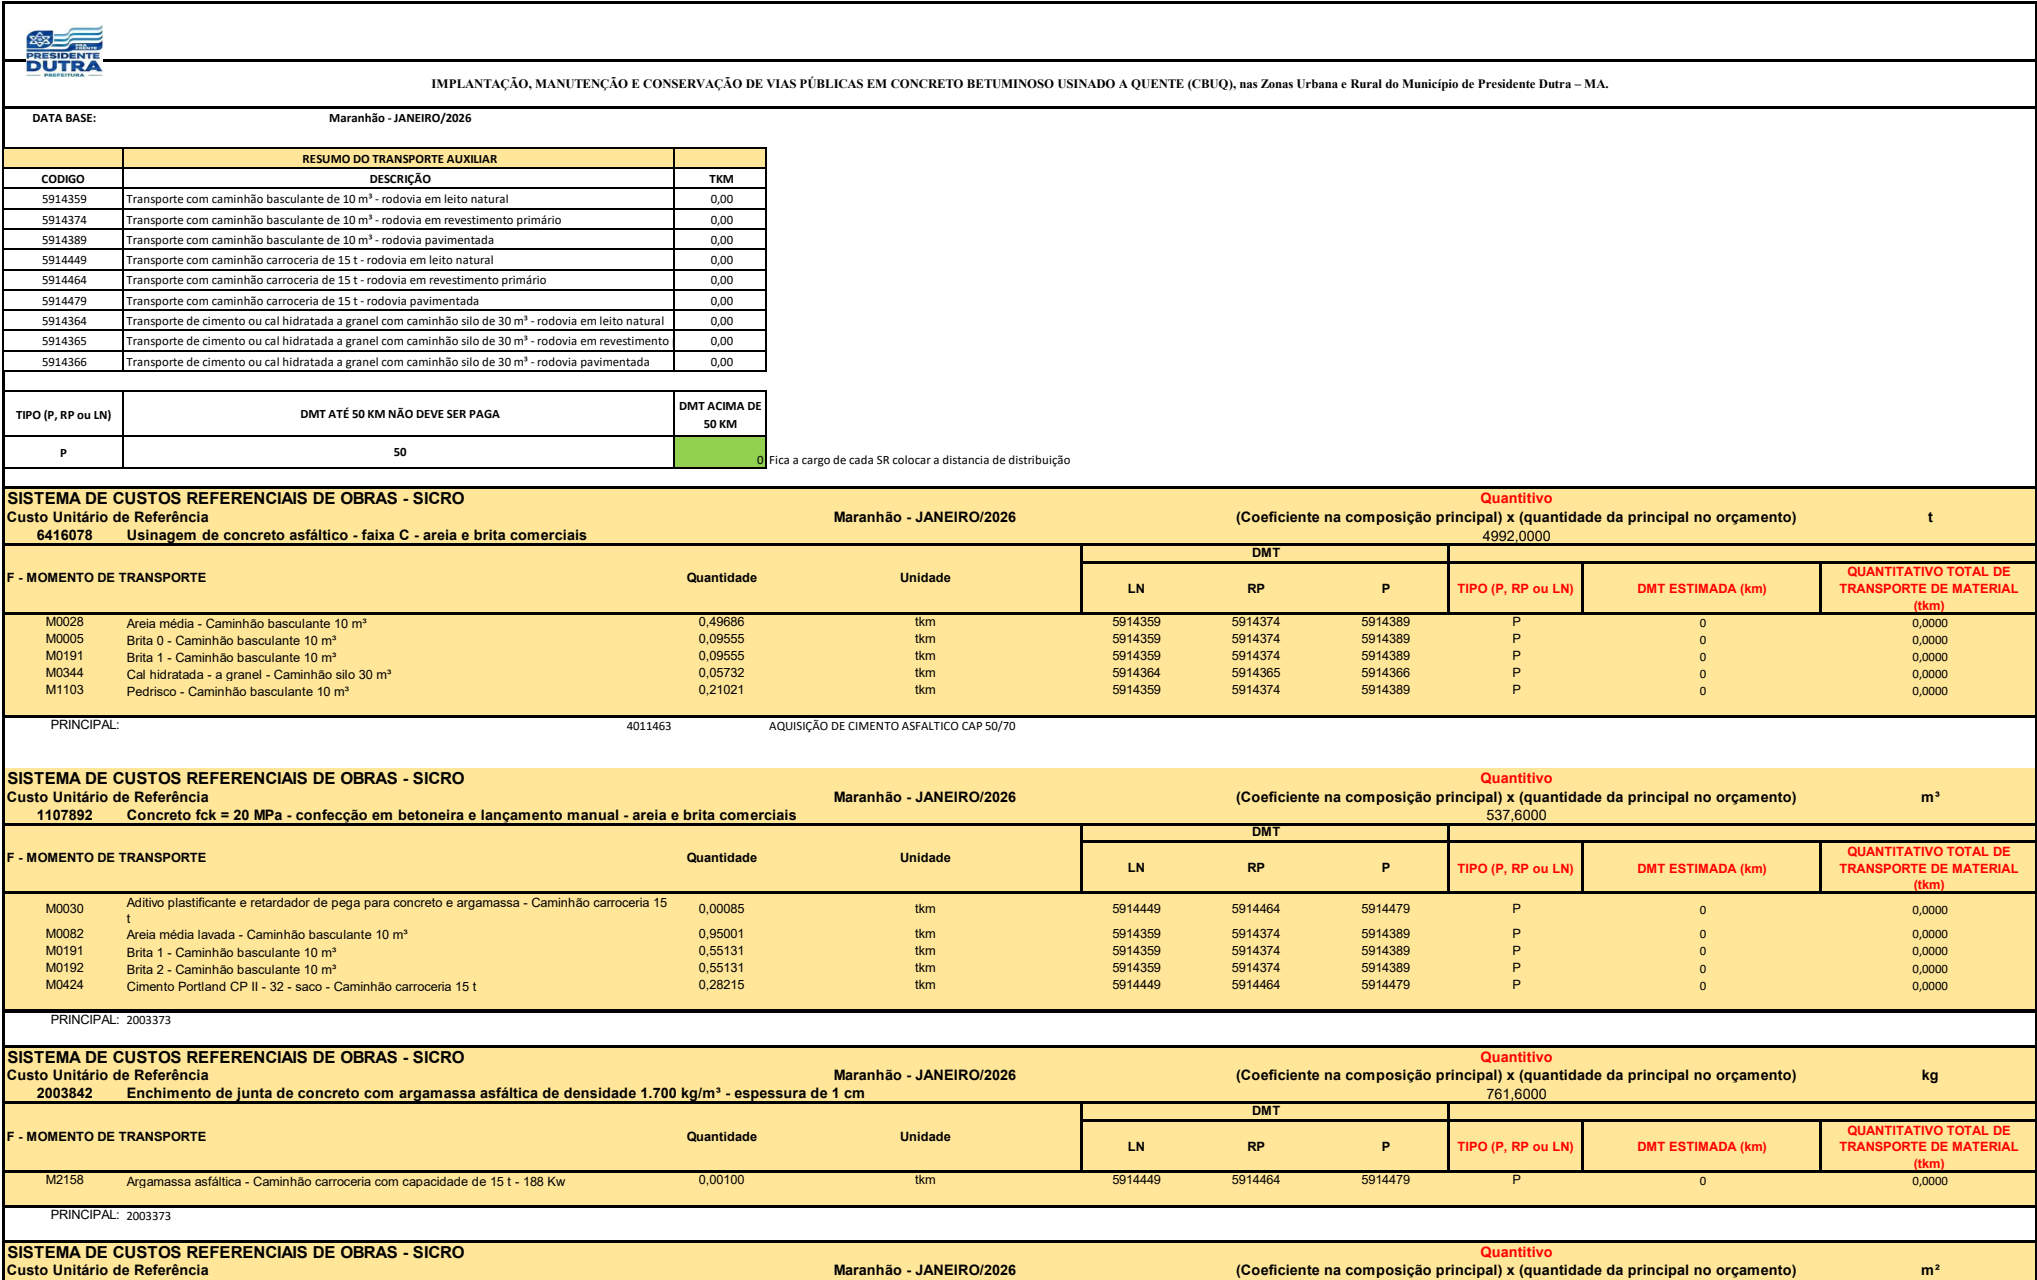 PRA FRENTE
PRESIDENTE
DUTRA
PREFEITURA
IMPLANTAÇÃO, MANUTENÇÃO E CONSERVAÇÃO DE VIAS PÚBLICAS EM CONCRETO BETUMINOSO USINADO A QUENTE (CBUQ), nas Zonas Urbana e Rural do Município de Presidente Dutra – MA.
DATA BASE: Maranhão - JANEIRO/2026
RESUMO DO TRANSPORTE AUXILIAR
CODIGO DESCRIÇÃO TKM
5914359 Transporte com caminhão basculante de 10 m³ - rodovia em leito natural 0,00
5914374 Transporte com caminhão basculante de 10 m³ - rodovia em revestimento primário 0,00
5914389 Transporte com caminhão basculante de 10 m³ - rodovia pavimentada 0,00
5914449 Transporte com caminhão carroceria de 15 t - rodovia em leito natural 0,00
5914464 Transporte com caminhão carroceria de 15 t - rodovia em revestimento primário 0,00
5914479 Transporte com caminhão carroceria de 15 t - rodovia pavimentada 0,00
5914364 Transporte de cimento ou cal hidratada a granel com caminhão silo de 30 m³ - rodovia em leito natural 0,00
5914365 Transporte de cimento ou cal hidratada a granel com caminhão silo de 30 m³ - rodovia em revestimento 0,00
5914366 Transporte de cimento ou cal hidratada a granel com caminhão silo de 30 m³ - rodovia pavimentada 0,00
TIPO (P, RP ou LN) DMT ATÉ 50 KM NÃO DEVE SER PAGA DMT ACIMA DE
50 KM
P 50 0 Fica a cargo de cada SR colocar a distancia de distribuição
SISTEMA DE CUSTOS REFERENCIAIS DE OBRAS - SICRO Quantitivo
Custo Unitário de Referência Maranhão - JANEIRO/2026 (Coeficiente na composição principal) x (quantidade da principal no orçamento) t
6416078 Usinagem de concreto asfáltico - faixa C - areia e brita comerciais 4992,0000
DMT
F - MOMENTO DE TRANSPORTE Quantidade Unidade LN RP P TIPO (P, RP ou LN) DMT ESTIMADA (km) QUANTITATIVO TOTAL DE
TRANSPORTE DE MATERIAL
(tkm)
M0028 Areia média - Caminhão basculante 10 m³ 0,49686 tkm 5914359 5914374 5914389 P 0 0,0000
M0005 Brita 0 - Caminhão basculante 10 m³ 0,09555 tkm 5914359 5914374 5914389 P 0 0,0000
M0191 Brita 1 - Caminhão basculante 10 m³ 0,09555 tkm 5914359 5914374 5914389 P 0 0,0000
M0344 Cal hidratada - a granel - Caminhão silo 30 m³ 0,05732 tkm 5914364 5914365 5914366 P 0 0,0000
M1103 Pedrisco - Caminhão basculante 10 m³ 0,21021 tkm 5914359 5914374 5914389 P 0 0,0000
PRINCIPAL: 4011463 AQUISIÇÃO DE CIMENTO ASFALTICO CAP 50/70
SISTEMA DE CUSTOS REFERENCIAIS DE OBRAS - SICRO Quantitivo
Custo Unitário de Referência Maranhão - JANEIRO/2026 (Coeficiente na composição principal) x (quantidade da principal no orçamento) m³
1107892 Concreto fck = 20 MPa - confecção em betoneira e lançamento manual - areia e brita comerciais 537,6000
DMT
F - MOMENTO DE TRANSPORTE Quantidade Unidade LN RP P TIPO (P, RP ou LN) DMT ESTIMADA (km) QUANTITATIVO TOTAL DE
TRANSPORTE DE MATERIAL
(tkm)
M0030 Aditivo plastificante e retardador de pega para concreto e argamassa - Caminhão carroceria 15
t 0,00085 tkm 5914449 5914464 5914479 P 0 0,0000
M0082 Areia média lavada - Caminhão basculante 10 m³ 0,95001 tkm 5914359 5914374 5914389 P 0 0,0000
M0191 Brita 1 - Caminhão basculante 10 m³ 0,55131 tkm 5914359 5914374 5914389 P 0 0,0000
M0192 Brita 2 - Caminhão basculante 10 m³ 0,55131 tkm 5914359 5914374 5914389 P 0 0,0000
M0424 Cimento Portland CP II - 32 - saco - Caminhão carroceria 15 t 0,28215 tkm 5914449 5914464 5914479 P 0 0,0000
PRINCIPAL: 2003373
SISTEMA DE CUSTOS REFERENCIAIS DE OBRAS - SICRO Quantitivo
Custo Unitário de Referência Maranhão - JANEIRO/2026 (Coeficiente na composição principal) x (quantidade da principal no orçamento) kg
2003842 Enchimento de junta de concreto com argamassa asfáltica de densidade 1.700 kg/m³ - espessura de 1 cm 761,6000
DMT
F - MOMENTO DE TRANSPORTE Quantidade Unidade LN RP P TIPO (P, RP ou LN) DMT ESTIMADA (km) QUANTITATIVO TOTAL DE
TRANSPORTE DE MATERIAL
(tkm)
M2158 Argamassa asfáltica - Caminhão carroceria com capacidade de 15 t - 188 Kw 0,00100 tkm 5914449 5914464 5914479 P 0 0,0000
PRINCIPAL: 2003373
SISTEMA DE CUSTOS REFERENCIAIS DE OBRAS - SICRO Quantitivo
Custo Unitário de Referência Maranhão - JANEIRO/2026 (Coeficiente na composição principal) x (quantidade da principal no orçamento) m²